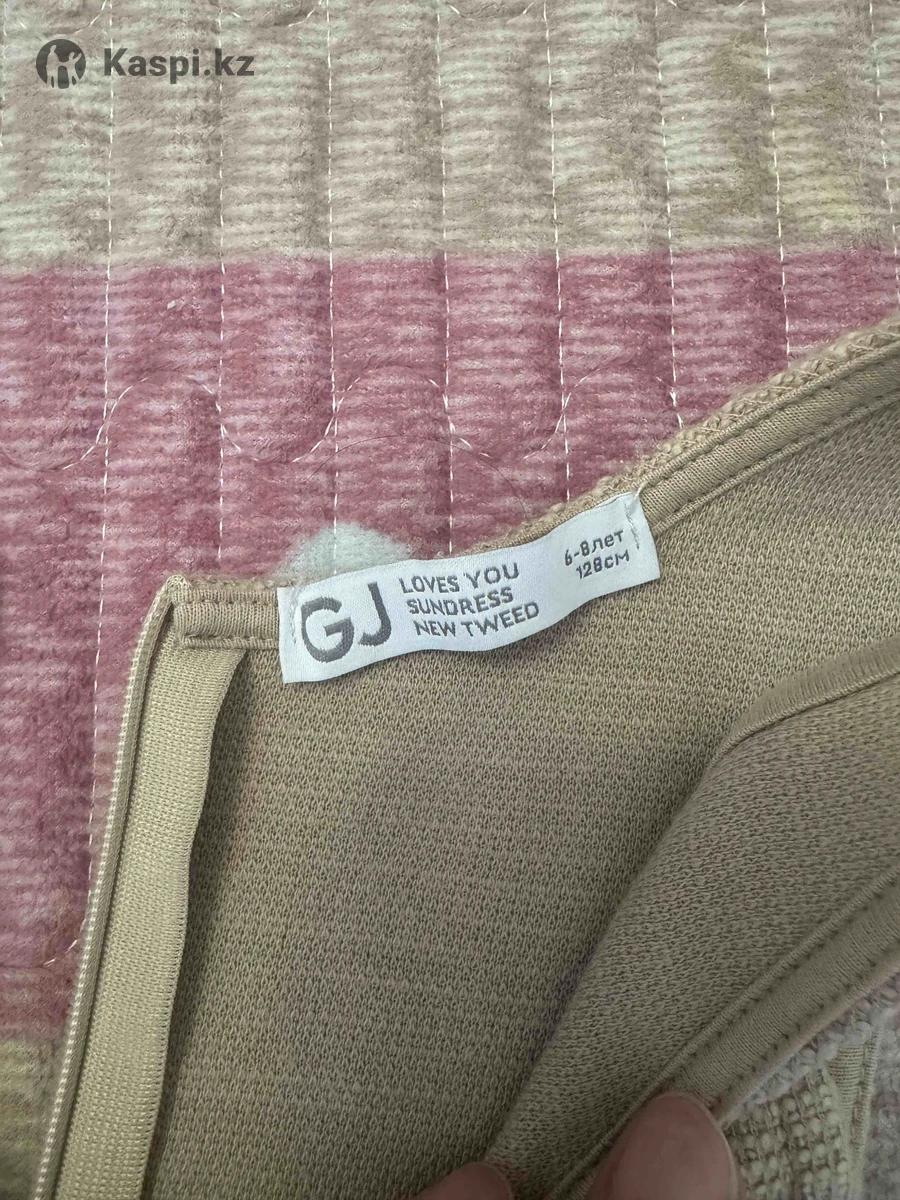 Kaspi.kz
GJ
LOVES YOU
SUNDRESS
NEW TWEED
6-8лет
128см